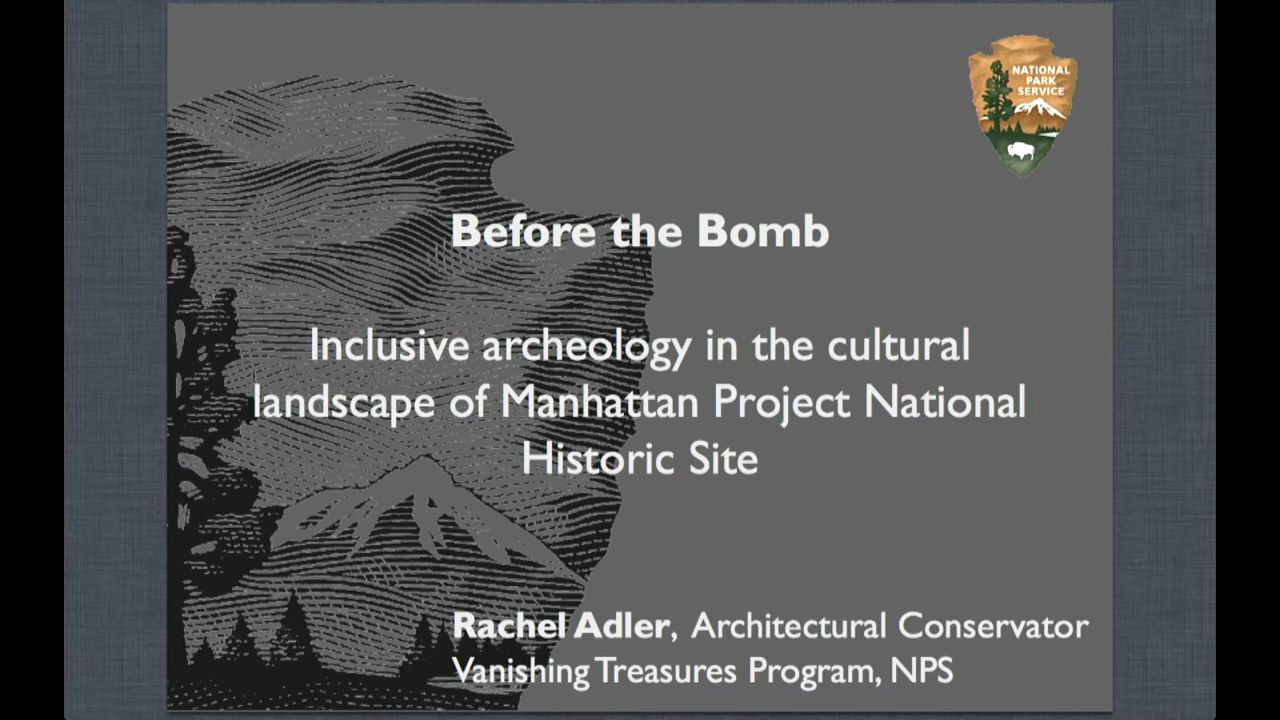 NATIONAL
PARK
SERVICE
Before the Bomb
Inclusive archeology in the cultural
landscape of Manhattan Project National
Historic Site
Rachel Adler, Architectural Conservator
Vanishing Treasures Program, NPS